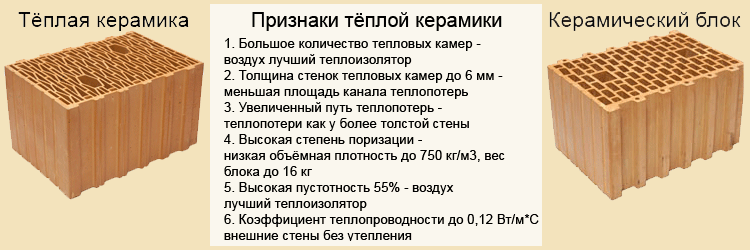 Тёплая керамика
Признаки тёплой керамики
Керамический блок
1. Большое количество тепловых камер -
воздух лучший теплоизолятор
2. Толщина стенок тепловых камер до 6 мм -
меньшая площадь канала теплопотерь
3. Увеличенный путь теплопотерь -
теплопотери как у более толстой стены
4. Высокая степень поризации -
низкая объёмная плотность до 750 кг/м3, вес
блока до 16 кг
5. Высокая пустотность 55% - воздух
лучший теплоизолятор
6. Коэффициент теплопроводности до 0,12 Вт/м*С
внешние стены без утепления